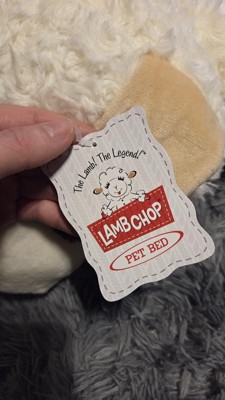 The Lamb! The Legend!™
LAMB CHOP
PET BED